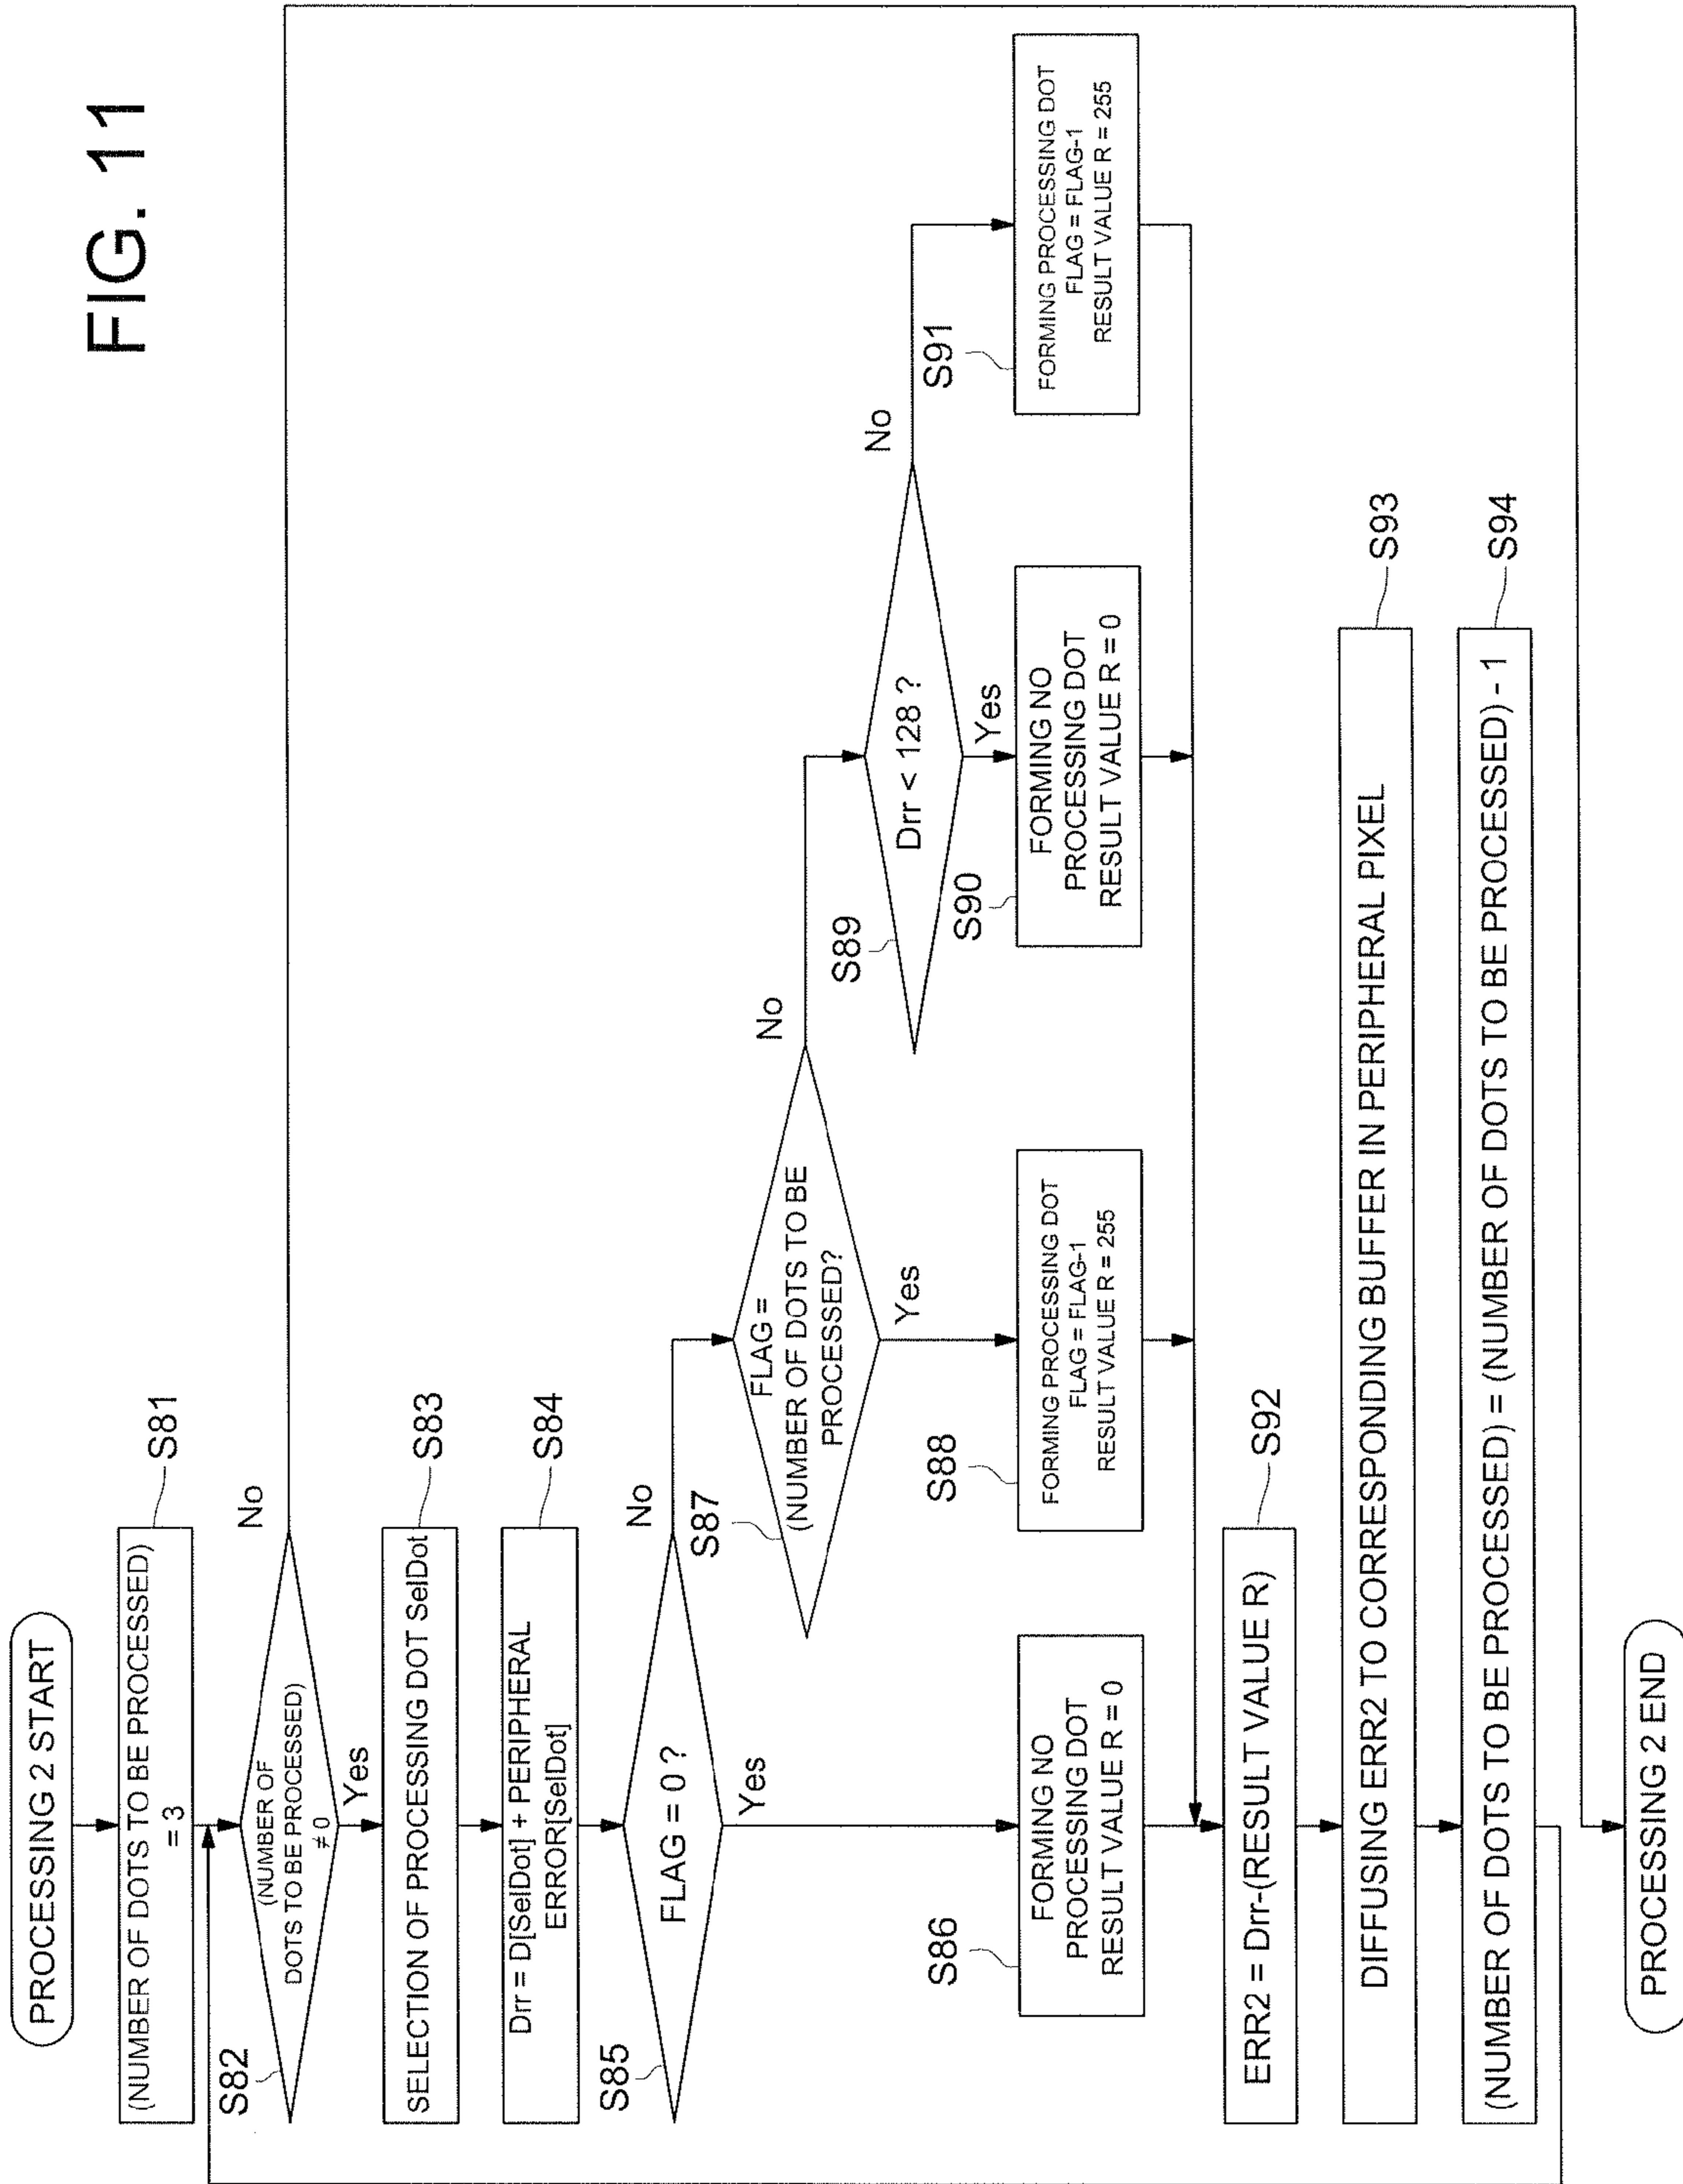 FIG. 11
PROCESSING 2 START
(NUMBER OF DOTS TO BE PROCESSED)
= 3
S81
S82
(NUMBER OF
DOTS TO BE PROCESSED)
≠ 0
No
Yes
SELECTION OF PROCESSING DOT SelDot
S83
Drr = D[SelDot] + PERIPHERAL
ERROR[SelDot]
S84
S85
FLAG = 0 ?
No
Yes
S86
FORMING NO
PROCESSING DOT
RESULT VALUE R = 0
S87
FLAG =
(NUMBER OF DOTS TO BE
PROCESSED?
No
Yes
S88
FORMING PROCESSING DOT
FLAG = FLAG-1
RESULT VALUE R = 255
S89
Drr < 128 ?
No
Yes
S90
FORMING NO
PROCESSING DOT
RESULT VALUE R = 0
S91
FORMING PROCESSING DOT
FLAG = FLAG-1
RESULT VALUE R = 255
ERR2 = Drr-(RESULT VALUE R)
S92
DIFFUSING ERR2 TO CORRESPONDING BUFFER IN PERIPHERAL PIXEL
S93
(NUMBER OF DOTS TO BE PROCESSED) = (NUMBER OF DOTS TO BE PROCESSED) - 1
S94
PROCESSING 2 END